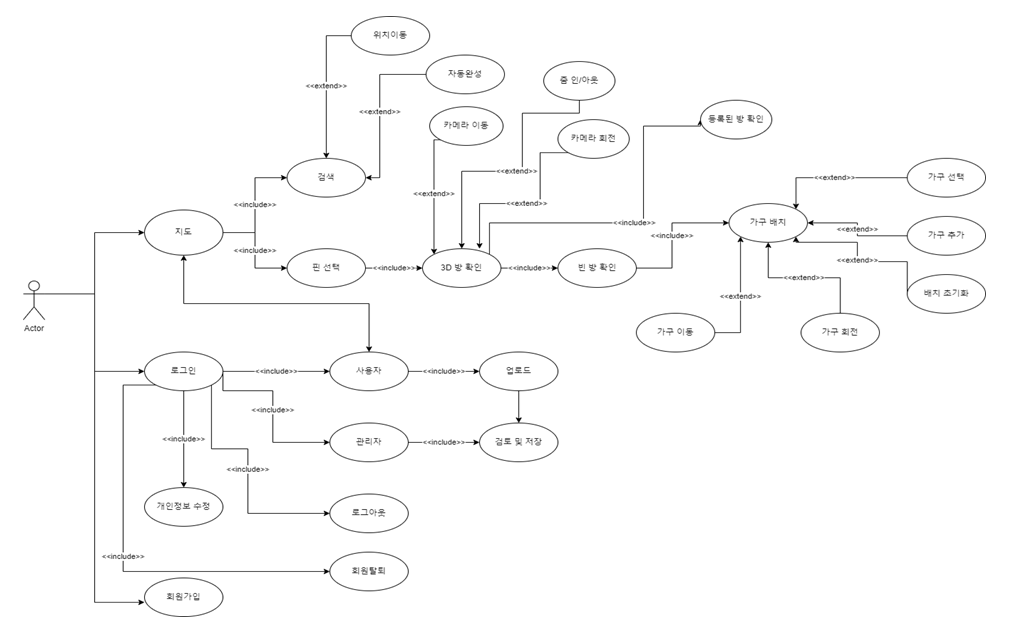 위치이동
<<extend>>
자동완성
<<extend>>
줌 인/아웃
카메라 이동
카메라 회전
등록된 방 확인
<<extend>>
<<extend>>
<<extend>>
<<include>>
검색
<<include>>
지도
<<include>>
핀 선택
<<include>>
3D 방 확인
<<include>>
빈 방 확인
<<include>>
가구 배치
<<extend>>
가구 선택
<<extend>>
가구 추가
<<extend>>
배치 초기화
<<extend>>
가구 이동
<<extend>>
가구 회전
Actor
로그인
<<include>>
사용자
<<include>>
업로드
<<include>>
관리자
<<include>>
검토 및 저장
<<include>>
개인정보 수정
<<include>>
로그아웃
<<include>>
회원탈퇴
회원가입